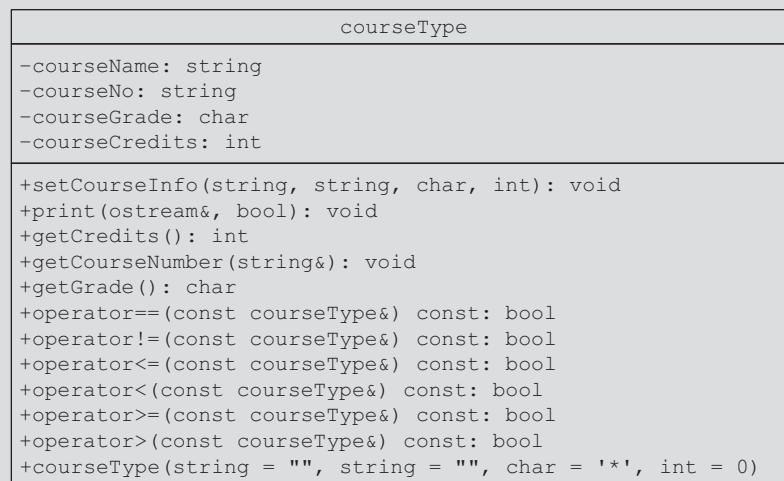 courseType
-courseName: string
-courseNo: string
-courseGrade: char
-courseCredits: int
+setCourseInfo(string, string, char, int): void
+print(ostream&, bool): void
+getCredits(): int
+getCourseNumber(string&): void
+getGrade(): char
+operator==(const courseType&) const: bool
+operator!=(const courseType&) const: bool
+operator<=(const courseType&) const: bool
+operator<(const courseType&) const: bool
+operator>=(const courseType&) const: bool
+operator>(const courseType&) const: bool
+courseType(string = "", string = "", char = '*', int = 0)